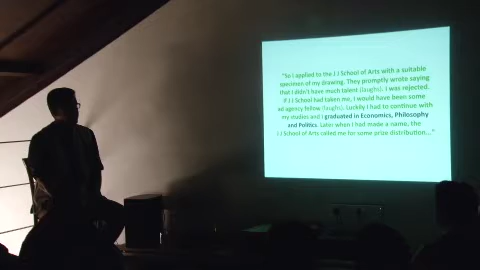 "So I applied to the J J School of Arts with a suitable
specimen of my drawing. They promptly wrote saying
that I didn't have much talent (laughs). I was rejected.
If J J School had taken me, I would have been some
ad agency fellow (laughs). Luckily I had to continue with
my studies and I graduated in Economics, Philosophy
and Politics. Later when I had made a name, the
J J School of Arts called me for some prize distribution..."